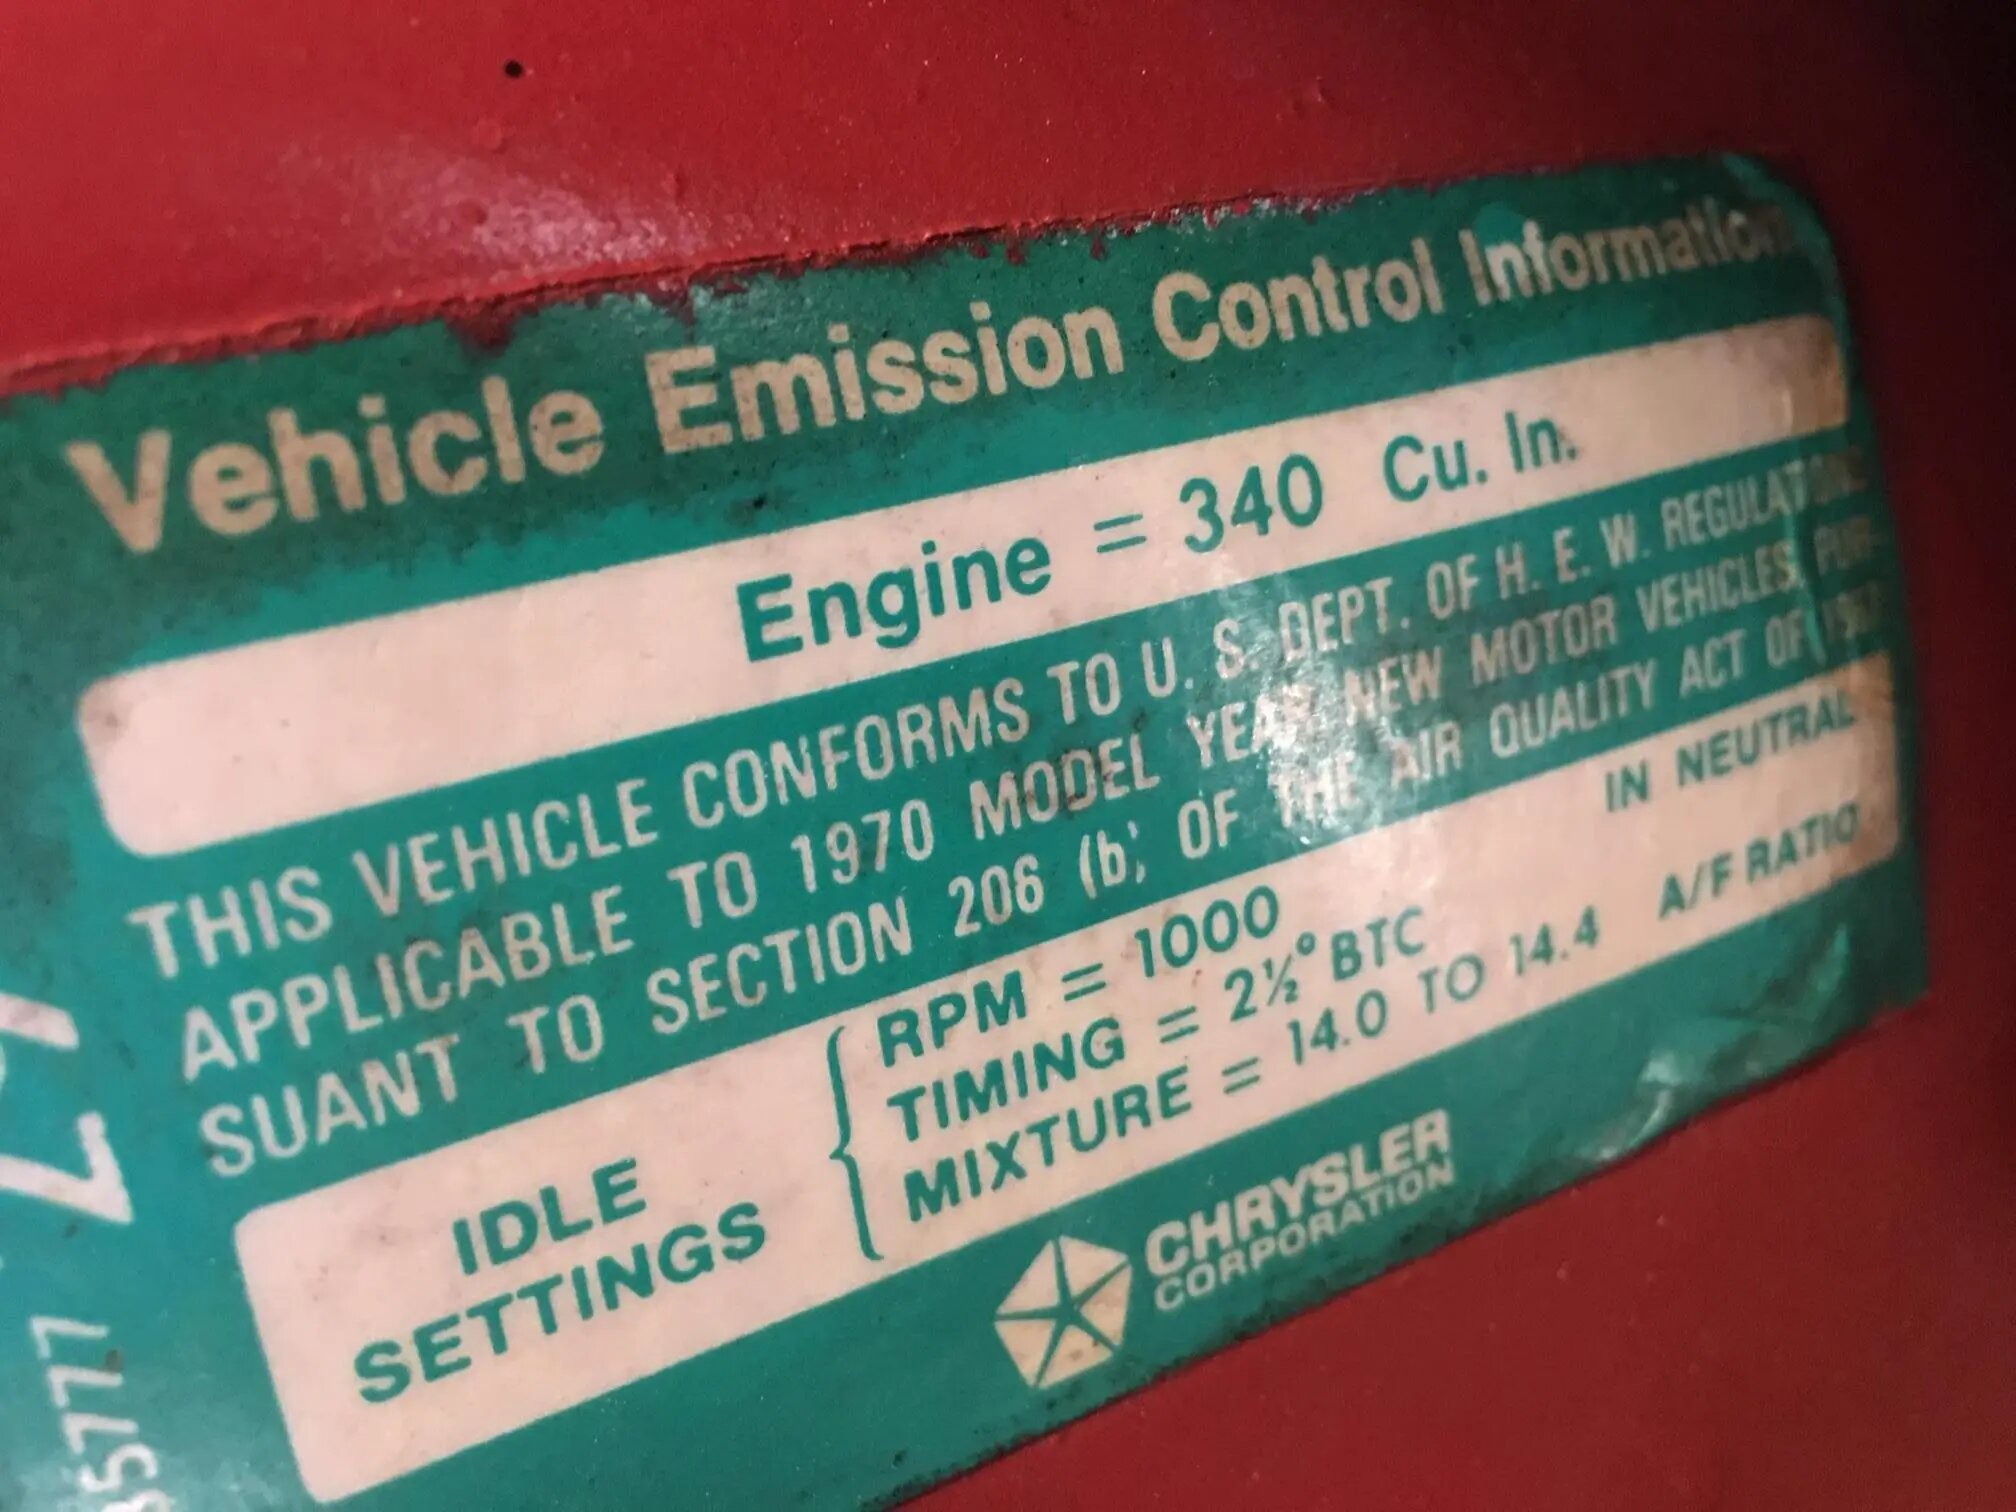 Vehicle Emission Control Information
Engine = 340 Cu. In.
THIS VEHICLE CONFORMS TO U. S. DEPT. OF H. E. W. REGULATIONS
APPLICABLE TO 1970 MODEL YEAR NEW MOTOR VEHICLES PUR-
SUANT TO SECTION 206 (b) OF THE AIR QUALITY ACT OF
IDLE
SETTINGS
RPM = 1000 IN NEUTRAL
TIMING = 2½° BTC
MIXTURE = 14.0 TO 14.4 A/F RATIO
CHRYSLER
CORPORATION